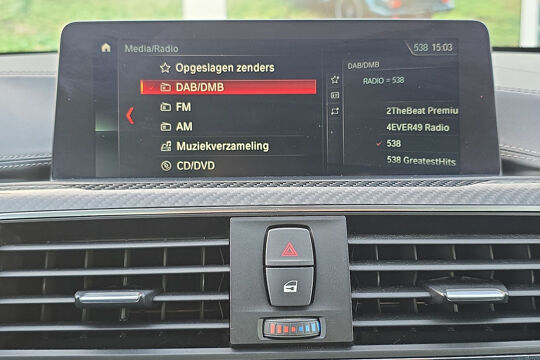 Media/Radio
538 15:03
Opgeslagen zenders
DAB/DMB
FM
AM
Muziekverzameling
CD/DVD
DAB/DMB
RADIO = 538
2TheBeat Premiu
4EVER49 Radio
538
538 GreatestHits